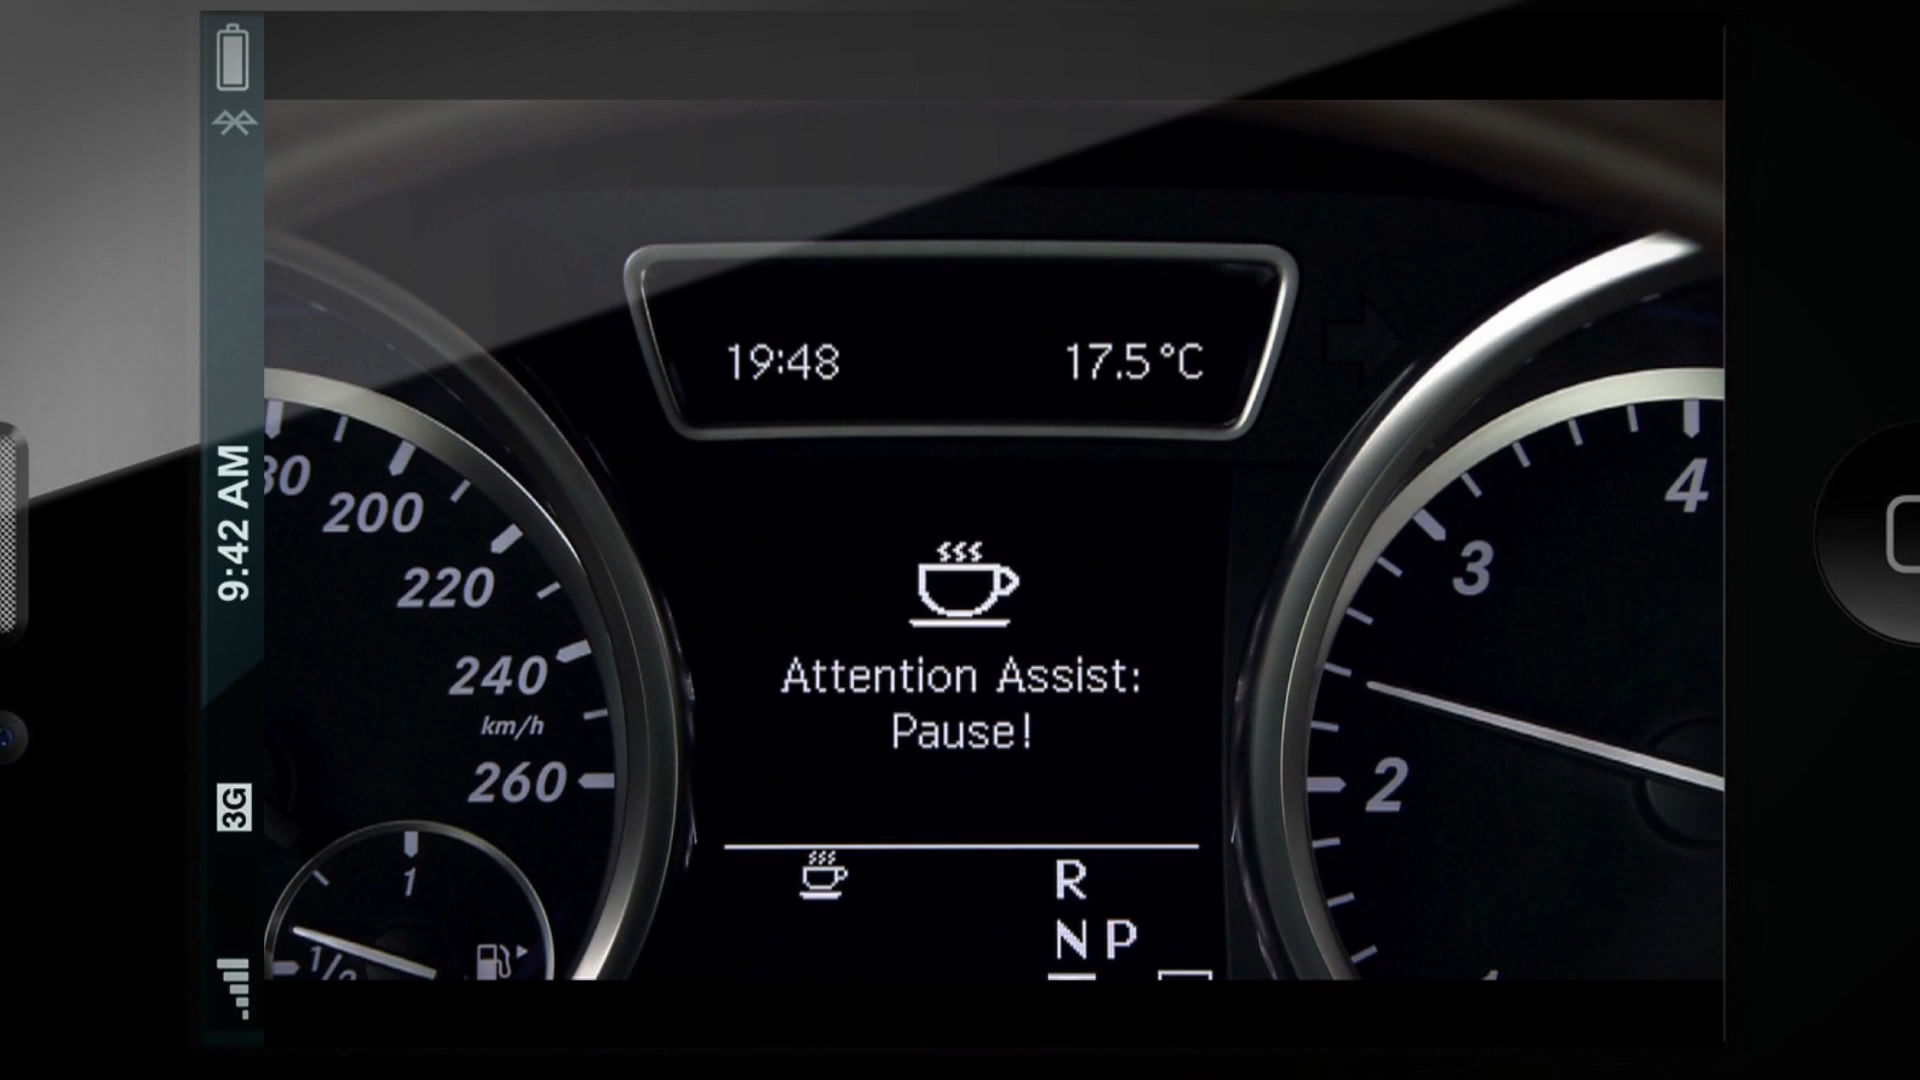 9:42 AM
3G
19:48 17.5°C
80
200
220
240
km/h
260
1
1/2
Attention Assist:
Pause!
R
N P
4
3
2